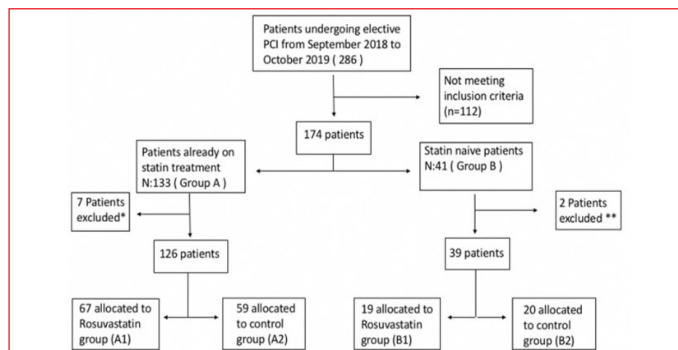 Patients undergoing elective
PCI from September 2018 to
October 2019 ( 286 )
Not meeting
inclusion criteria
(n=112)
174 patients
Patients already on
statin treatment
N:133 ( Group A )
Statin naive patients
N:41 ( Group B )
7 Patients
excluded*
2 Patients
excluded **
126 patients
39 patients
67 allocated to
Rosuvastatin
group (A1)
59 allocated
to control
group (A2)
19 allocated to
Rosuvastatin
group (B1)
20 allocated
to control
group (B2)